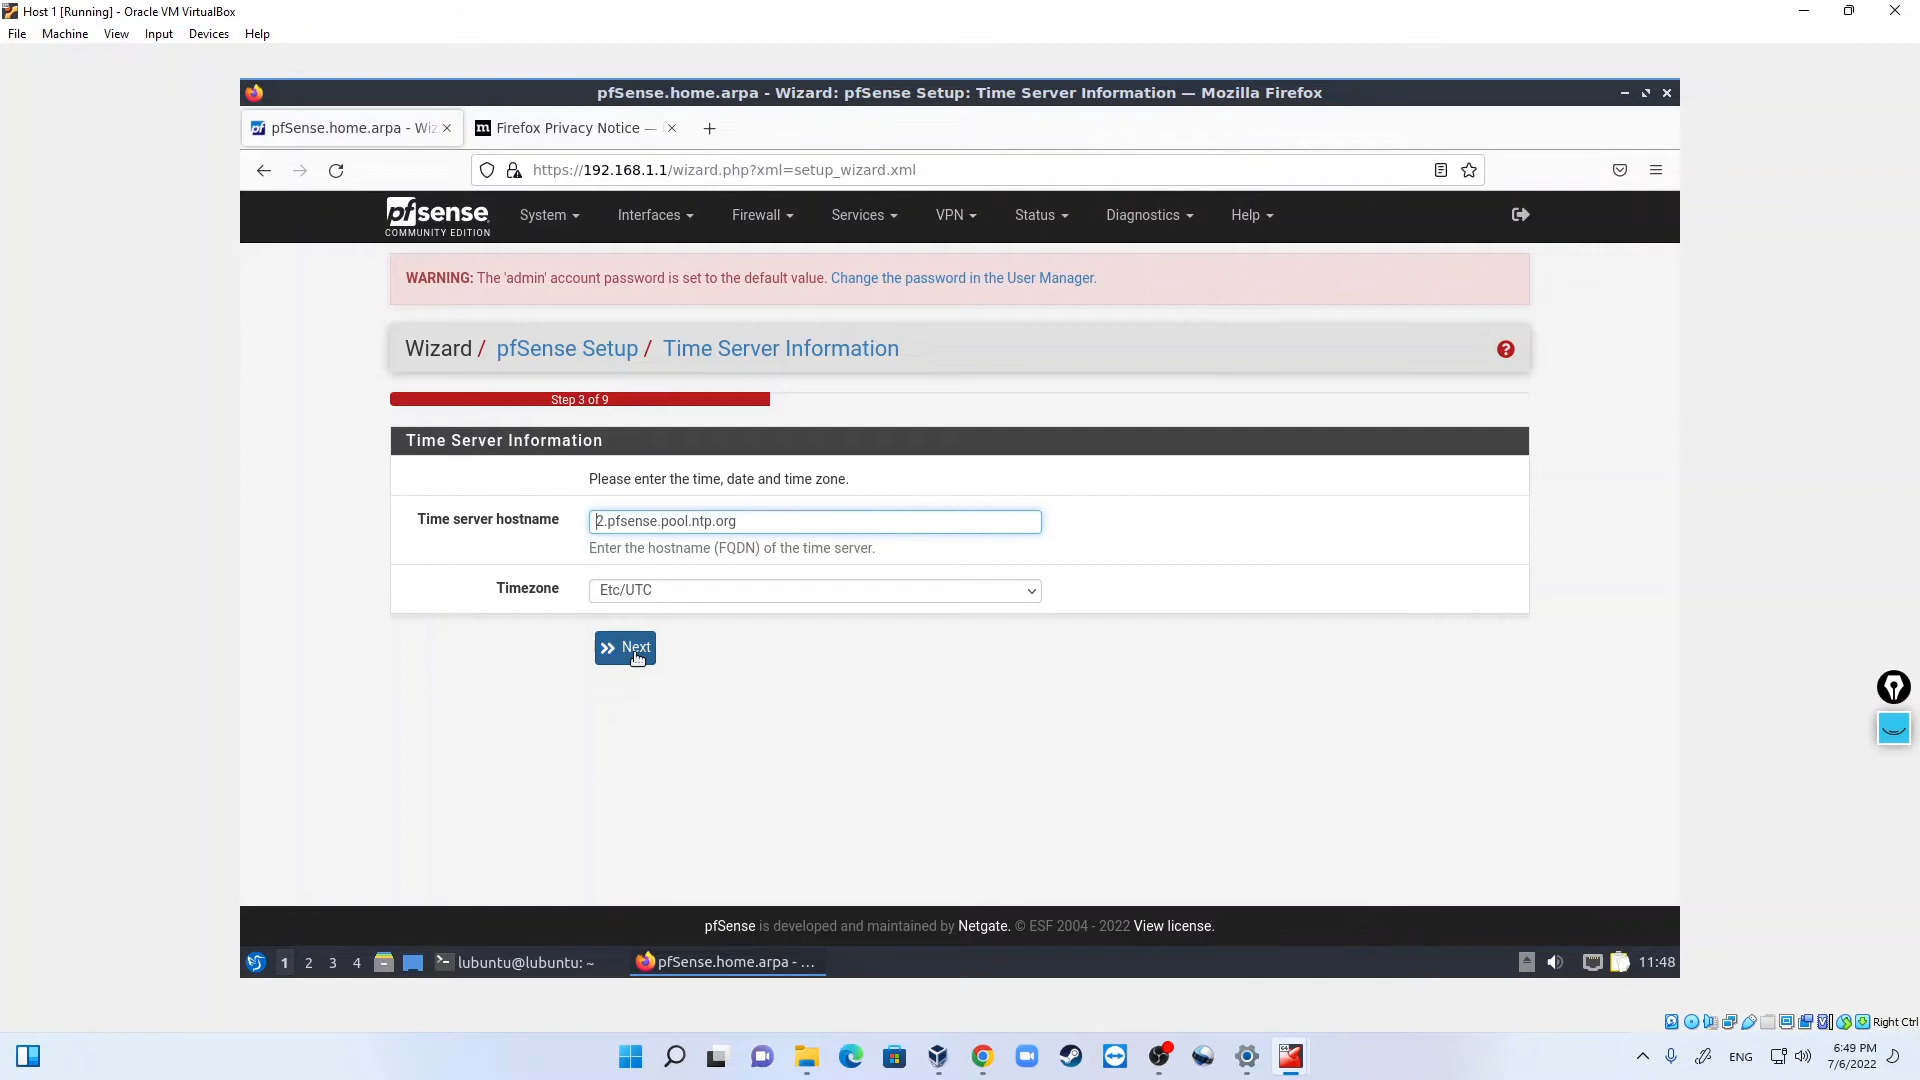 Host 1 [Running] - Oracle VM VirtualBox
File Machine View Input Devices Help
pfSense.home.arpa - Wizard: pfSense Setup: Time Server Information — Mozilla Firefox
pfSense.home.arpa - Wiz
Firefox Privacy Notice —
https://192.168.1.1/wizard.php?xml=setup_wizard.xml
pfsense
COMMUNITY EDITION
System Interfaces Firewall Services VPN Status Diagnostics Help
WARNING: The 'admin' account password is set to the default value. Change the password in the User Manager.
Wizard / pfSense Setup / Time Server Information
Step 3 of 9
Time Server Information
Please enter the time, date and time zone.
Time server hostname
2.pfsense.pool.ntp.org
Enter the hostname (FQDN) of the time server.
Timezone
Etc/UTC
Next
pfSense is developed and maintained by Netgate. © ESF 2004 - 2022 View license.
1 2 3 4 lubuntu@lubuntu: ~ pfSense.home.arpa - ... 11:48
Right Ctrl
ENG
6:49 PM
7/6/2022